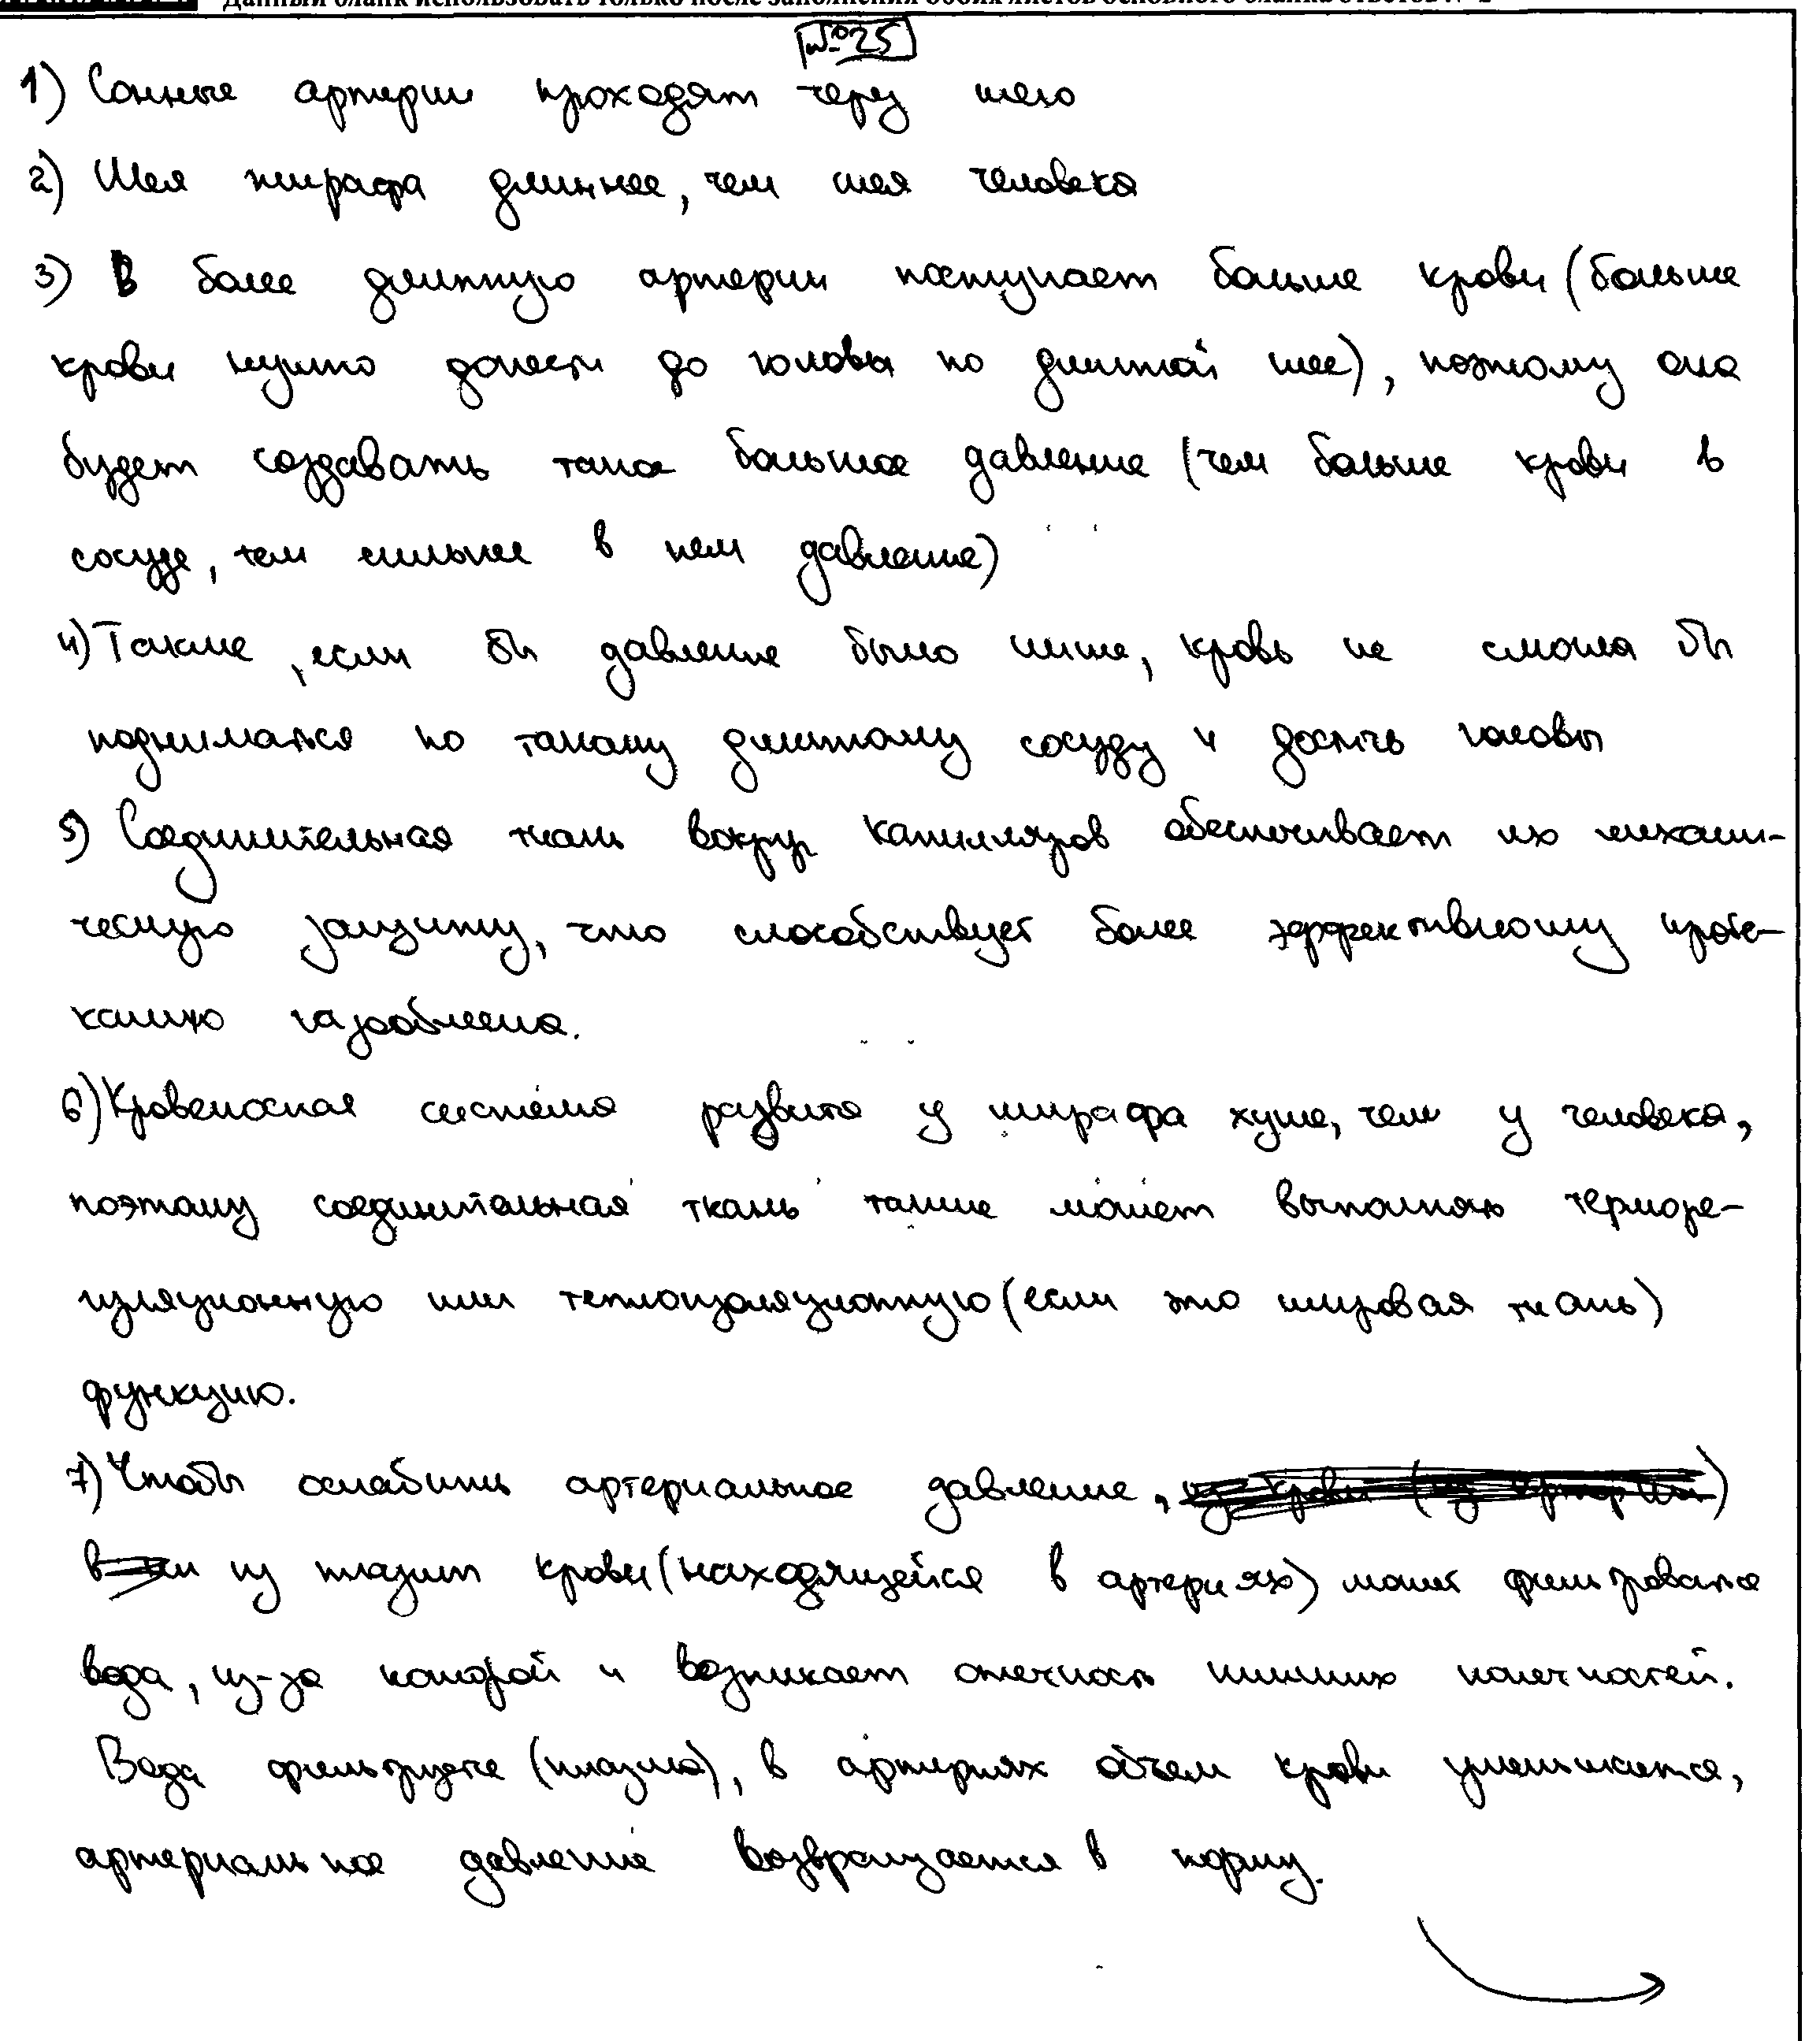 Данный бланк использовать только после заполнения обоих листов основного бланка ответов № 2
№25
1) Сонные артерии проходят через шею
2) Шея жирафа длиннее, чем шея человека
3) В более длинную артерии поступает больше крови (больше
крови нужно донести до головы по длинной шее), поэтому она
будет создавать такое большое давление (чем больше крови в
сосуде, тем сильнее в нем давление)
4) Также, если бы давление было ниже, кровь не смогла бы
подниматься по такому длинному сосуду и достичь головы
5) Соединительная ткань вокруг капилляров обеспечивает их механи-
ческую защиту, что способствует более эффективному проте-
канию газообмена.
6) Кровеносная система развита у жирафа хуже, чем у человека,
поэтому соединительная ткань также может выполнять терморе-
гуляционную или теплоизоляционную (если это жировая ткань)
функцию.
7) Чтобы ослабить артериальное давление,
из плазмы крови (находящейся в артериях) может фильтроваться
вода, из-за которой и возникает отечность нижних конечностей.
Вода фильтруется (плазма), в артериях объем крови уменьшается,
артериальное давление возвращается в норму.